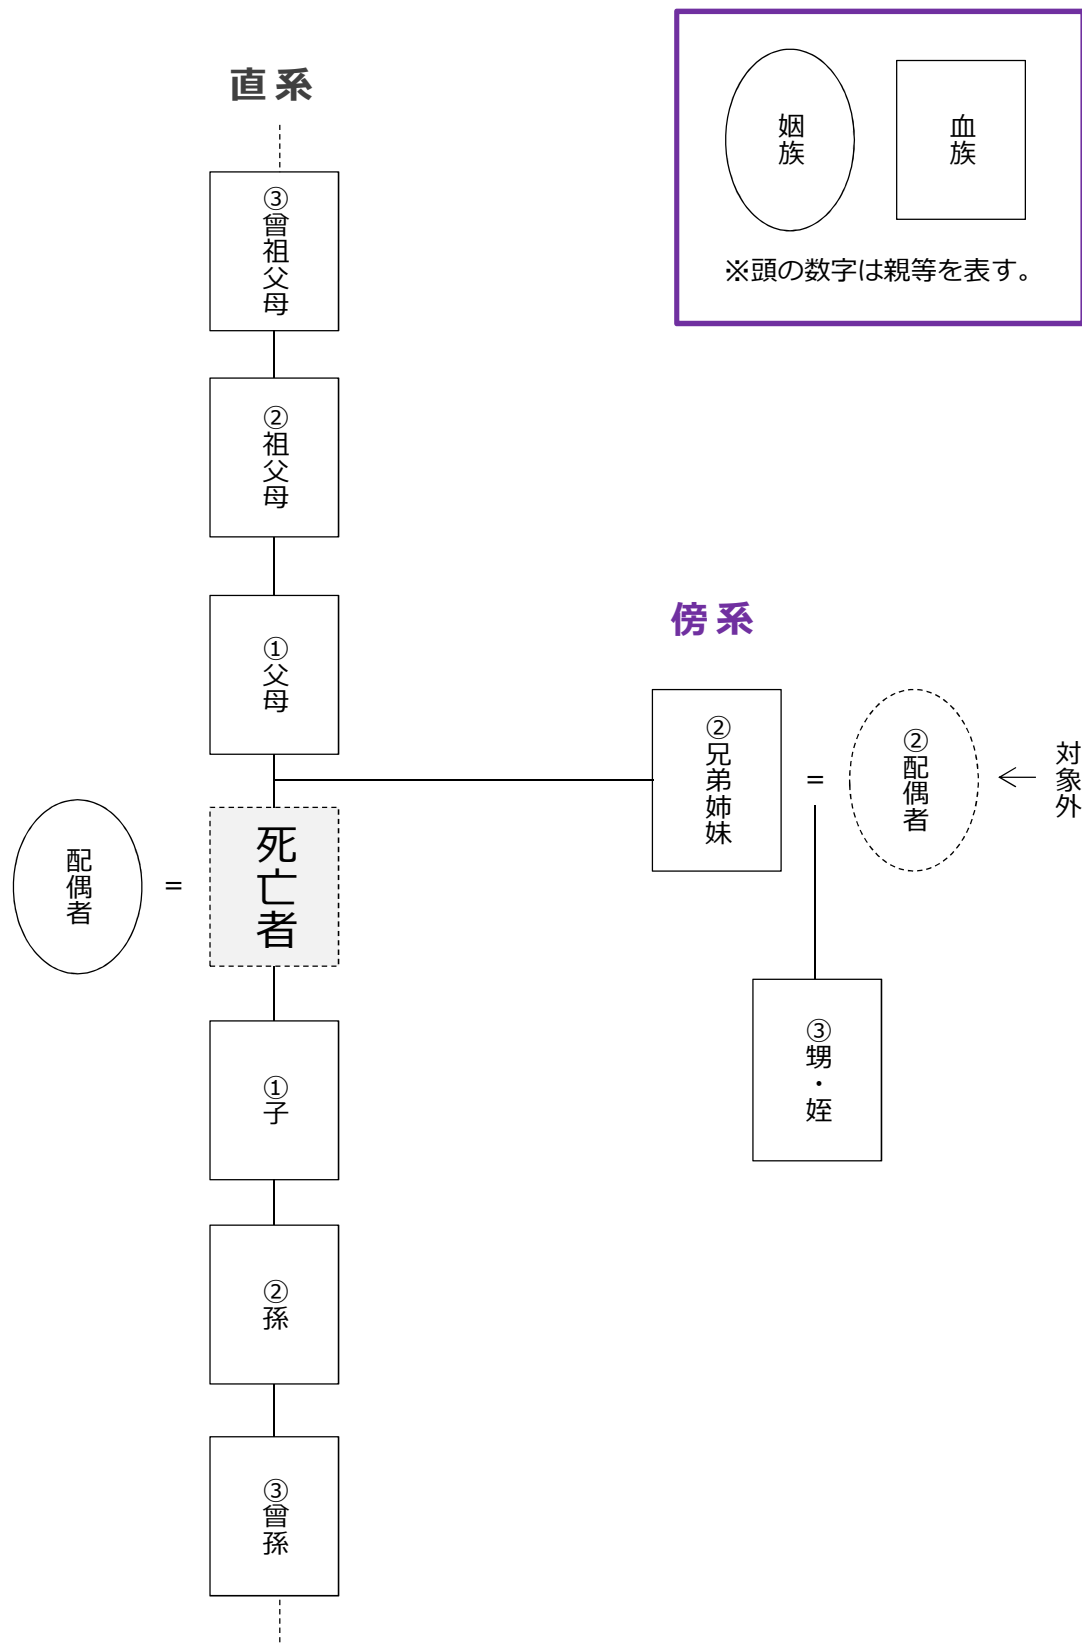 直系
姻族
血族
※頭の数字は親等を表す。
③曾祖父母
②祖父母
①父母
傍系
②兄弟姉妹
=
②配偶者
対象外
配偶者
=
死亡者
①子
③甥・姪
②孫
③曾孫